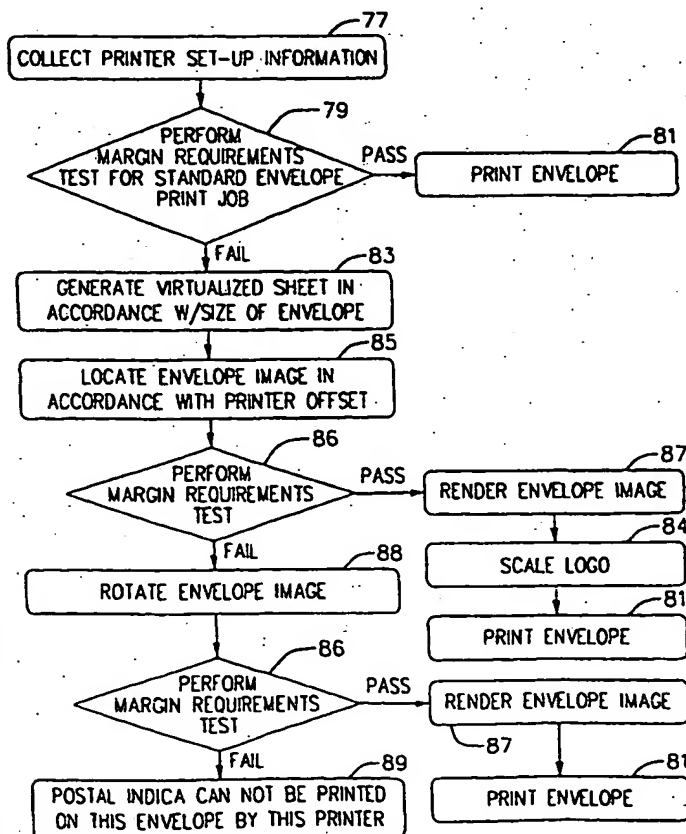 77
COLLECT PRINTER SET-UP INFORMATION
79
PERFORM
MARGIN REQUIREMENTS
TEST FOR STANDARD ENVELOPE
PRINT JOB
PASS
81
PRINT ENVELOPE
FAIL
83
GENERATE VIRTUALIZED SHEET IN
ACCORDANCE W/SIZE OF ENVELOPE
85
LOCATE ENVELOPE IMAGE IN
ACCORDANCE WITH PRINTER OFFSET
86
PERFORM
MARGIN REQUIREMENTS
TEST
PASS
87
RENDER ENVELOPE IMAGE
84
SCALE LOGO
81
PRINT ENVELOPE
FAIL
88
ROTATE ENVELOPE IMAGE
86
PERFORM
MARGIN REQUIREMENTS
TEST
PASS
RENDER ENVELOPE IMAGE
87
81
PRINT ENVELOPE
FAIL
89
POSTAL INDICA CAN NOT BE PRINTED
ON THIS ENVELOPE BY THIS PRINTER